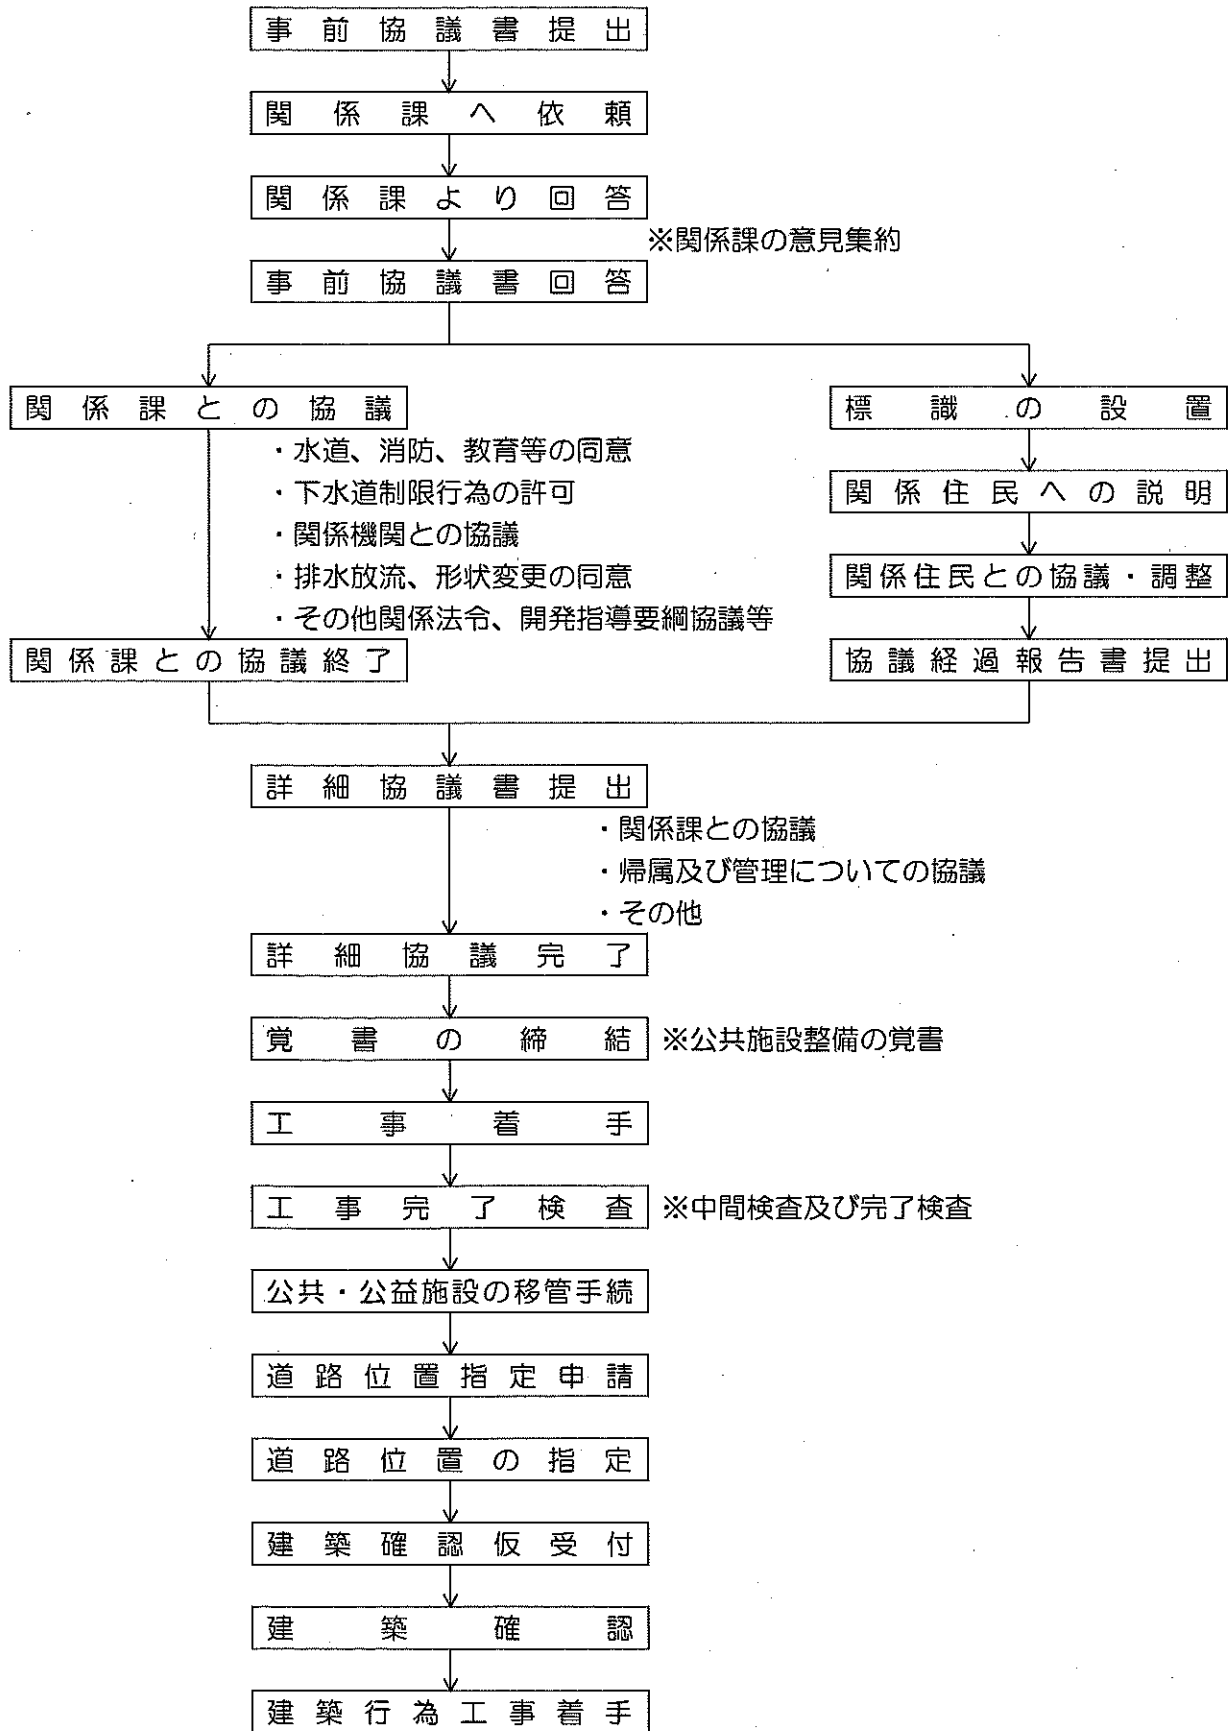 事前協議書提出
関係課へ依頼
関係課より回答
※関係課の意見集約
事前協議書回答
関係課との協議
・水道、消防、教育等の同意
・下水道制限行為の許可
・関係機関との協議
・排水放流、形状変更の同意
・その他関係法令、開発指導要綱協議等
関係課との協議終了
標識の設置
関係住民への説明
関係住民との協議・調整
協議経過報告書提出
詳細協議書提出
・関係課との協議
・帰属及び管理についての協議
・その他
詳細協議完了
覚書の締結 ※公共施設整備の覚書
工事着手
工事完了検査 ※中間検査及び完了検査
公共・公益施設の移管手続
道路位置指定申請
道路位置の指定
建築確認仮受付
建築確認
建築行為工事着手